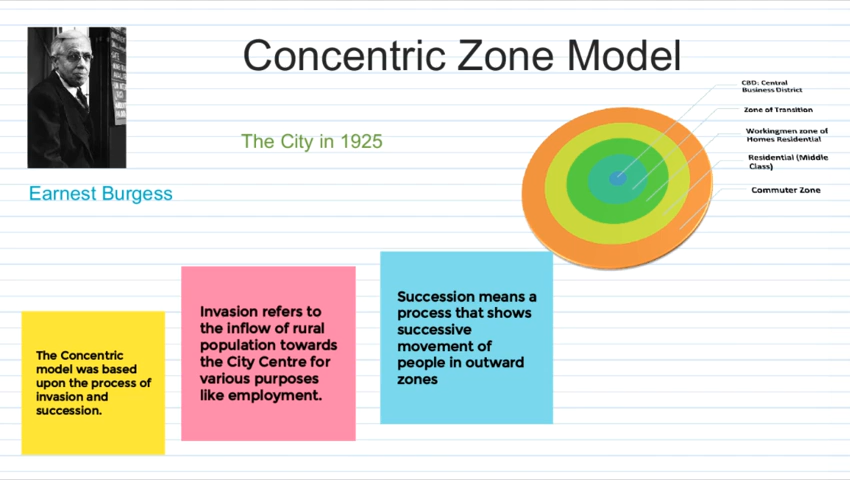 Concentric Zone Model
The City in 1925
Earnest Burgess
CBD: Central
Business District
Zone of Transition
Workingmen zone of
Homes Residential
Residential (Middle
Class)
Commuter Zone
The Concentric
model was based
upon the process of
invasion and
succession.
Invasion refers to
the inflow of rural
population towards
the City Centre for
various purposes
like employment.
Succession means a
process that shows
successive
movement of
people in outward
zones